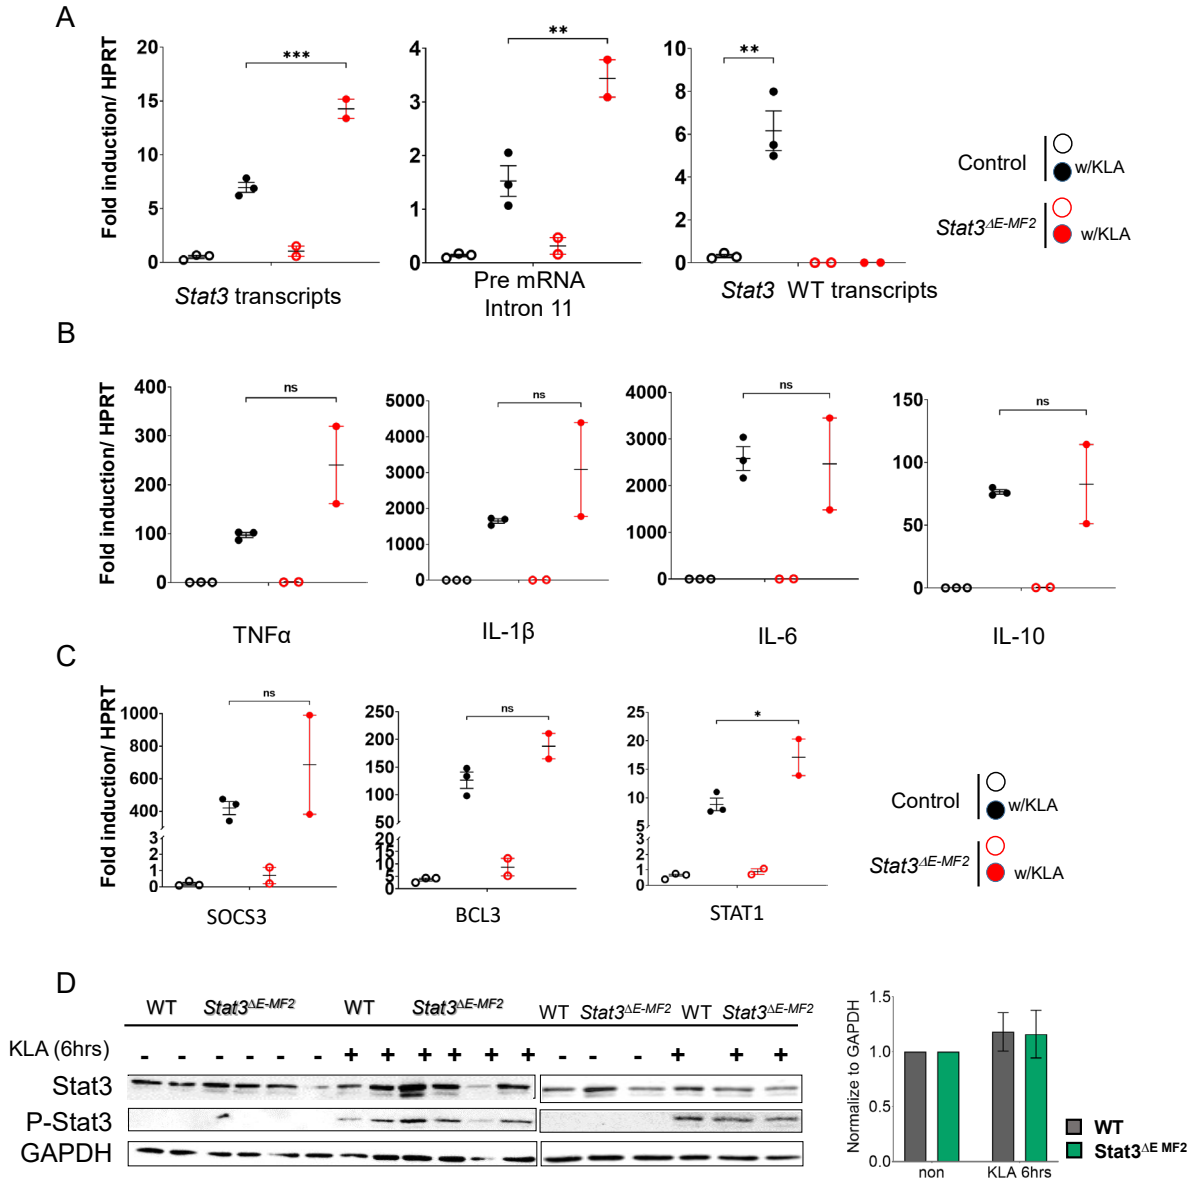 A
Fold induction/ HPRT
20
15
10
5
0
***
Stat3 transcripts
4
3
2
1
0
**
Pre mRNA
Intron 11
10
8
6
4
2
0
**
Stat3 WT transcripts
Control
w/KLA
Stat3ΔE-MF2
w/KLA
B
Fold induction/ HPRT
400
300
200
100
0
ns
TNFα
5000
4000
3000
2000
1000
0
ns
IL-1β
4000
3000
2000
1000
0
ns
IL-6
150
100
50
0
ns
IL-10
C
Fold induction/ HPRT
1000
800
600
400
3
2
1
0
ns
SOCS3
250
200
150
100
50
20
15
10
5
0
ns
BCL3
25
20
15
10
5
2
1
0
*
STAT1
Control
w/KLA
Stat3ΔE-MF2
w/KLA
D
WT Stat3ΔE-MF2 WT Stat3ΔE-MF2 WT Stat3ΔE-MF2 WT Stat3ΔE-MF2
KLA (6hrs) - - - - - - + + + + + + - - - + + +
Stat3
P-Stat3
GAPDH
Normalize to GAPDH
1.5
1.0
0.5
0.0
non KLA 6hrs
WT
Stat3ΔE MF2